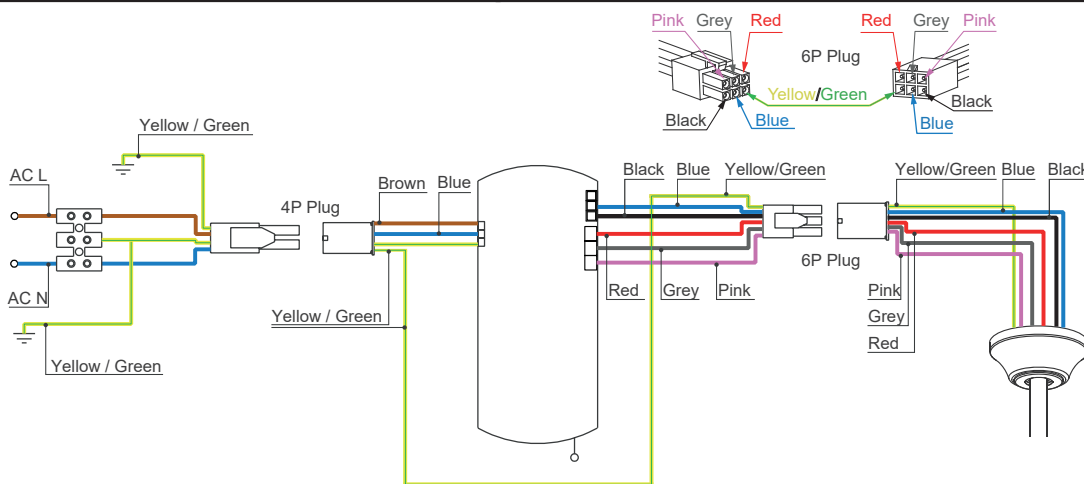 Pink Grey Red
Red Grey Pink
6P Plug
Yellow/Green
Black Blue
Black
Blue
Yellow / Green
AC L
AC N
Yellow / Green
4P Plug
Brown Blue
Yellow / Green
Black Blue Yellow/Green
Red Grey Pink
Yellow/Green Blue Black
6P Plug
Pink
Grey
Red